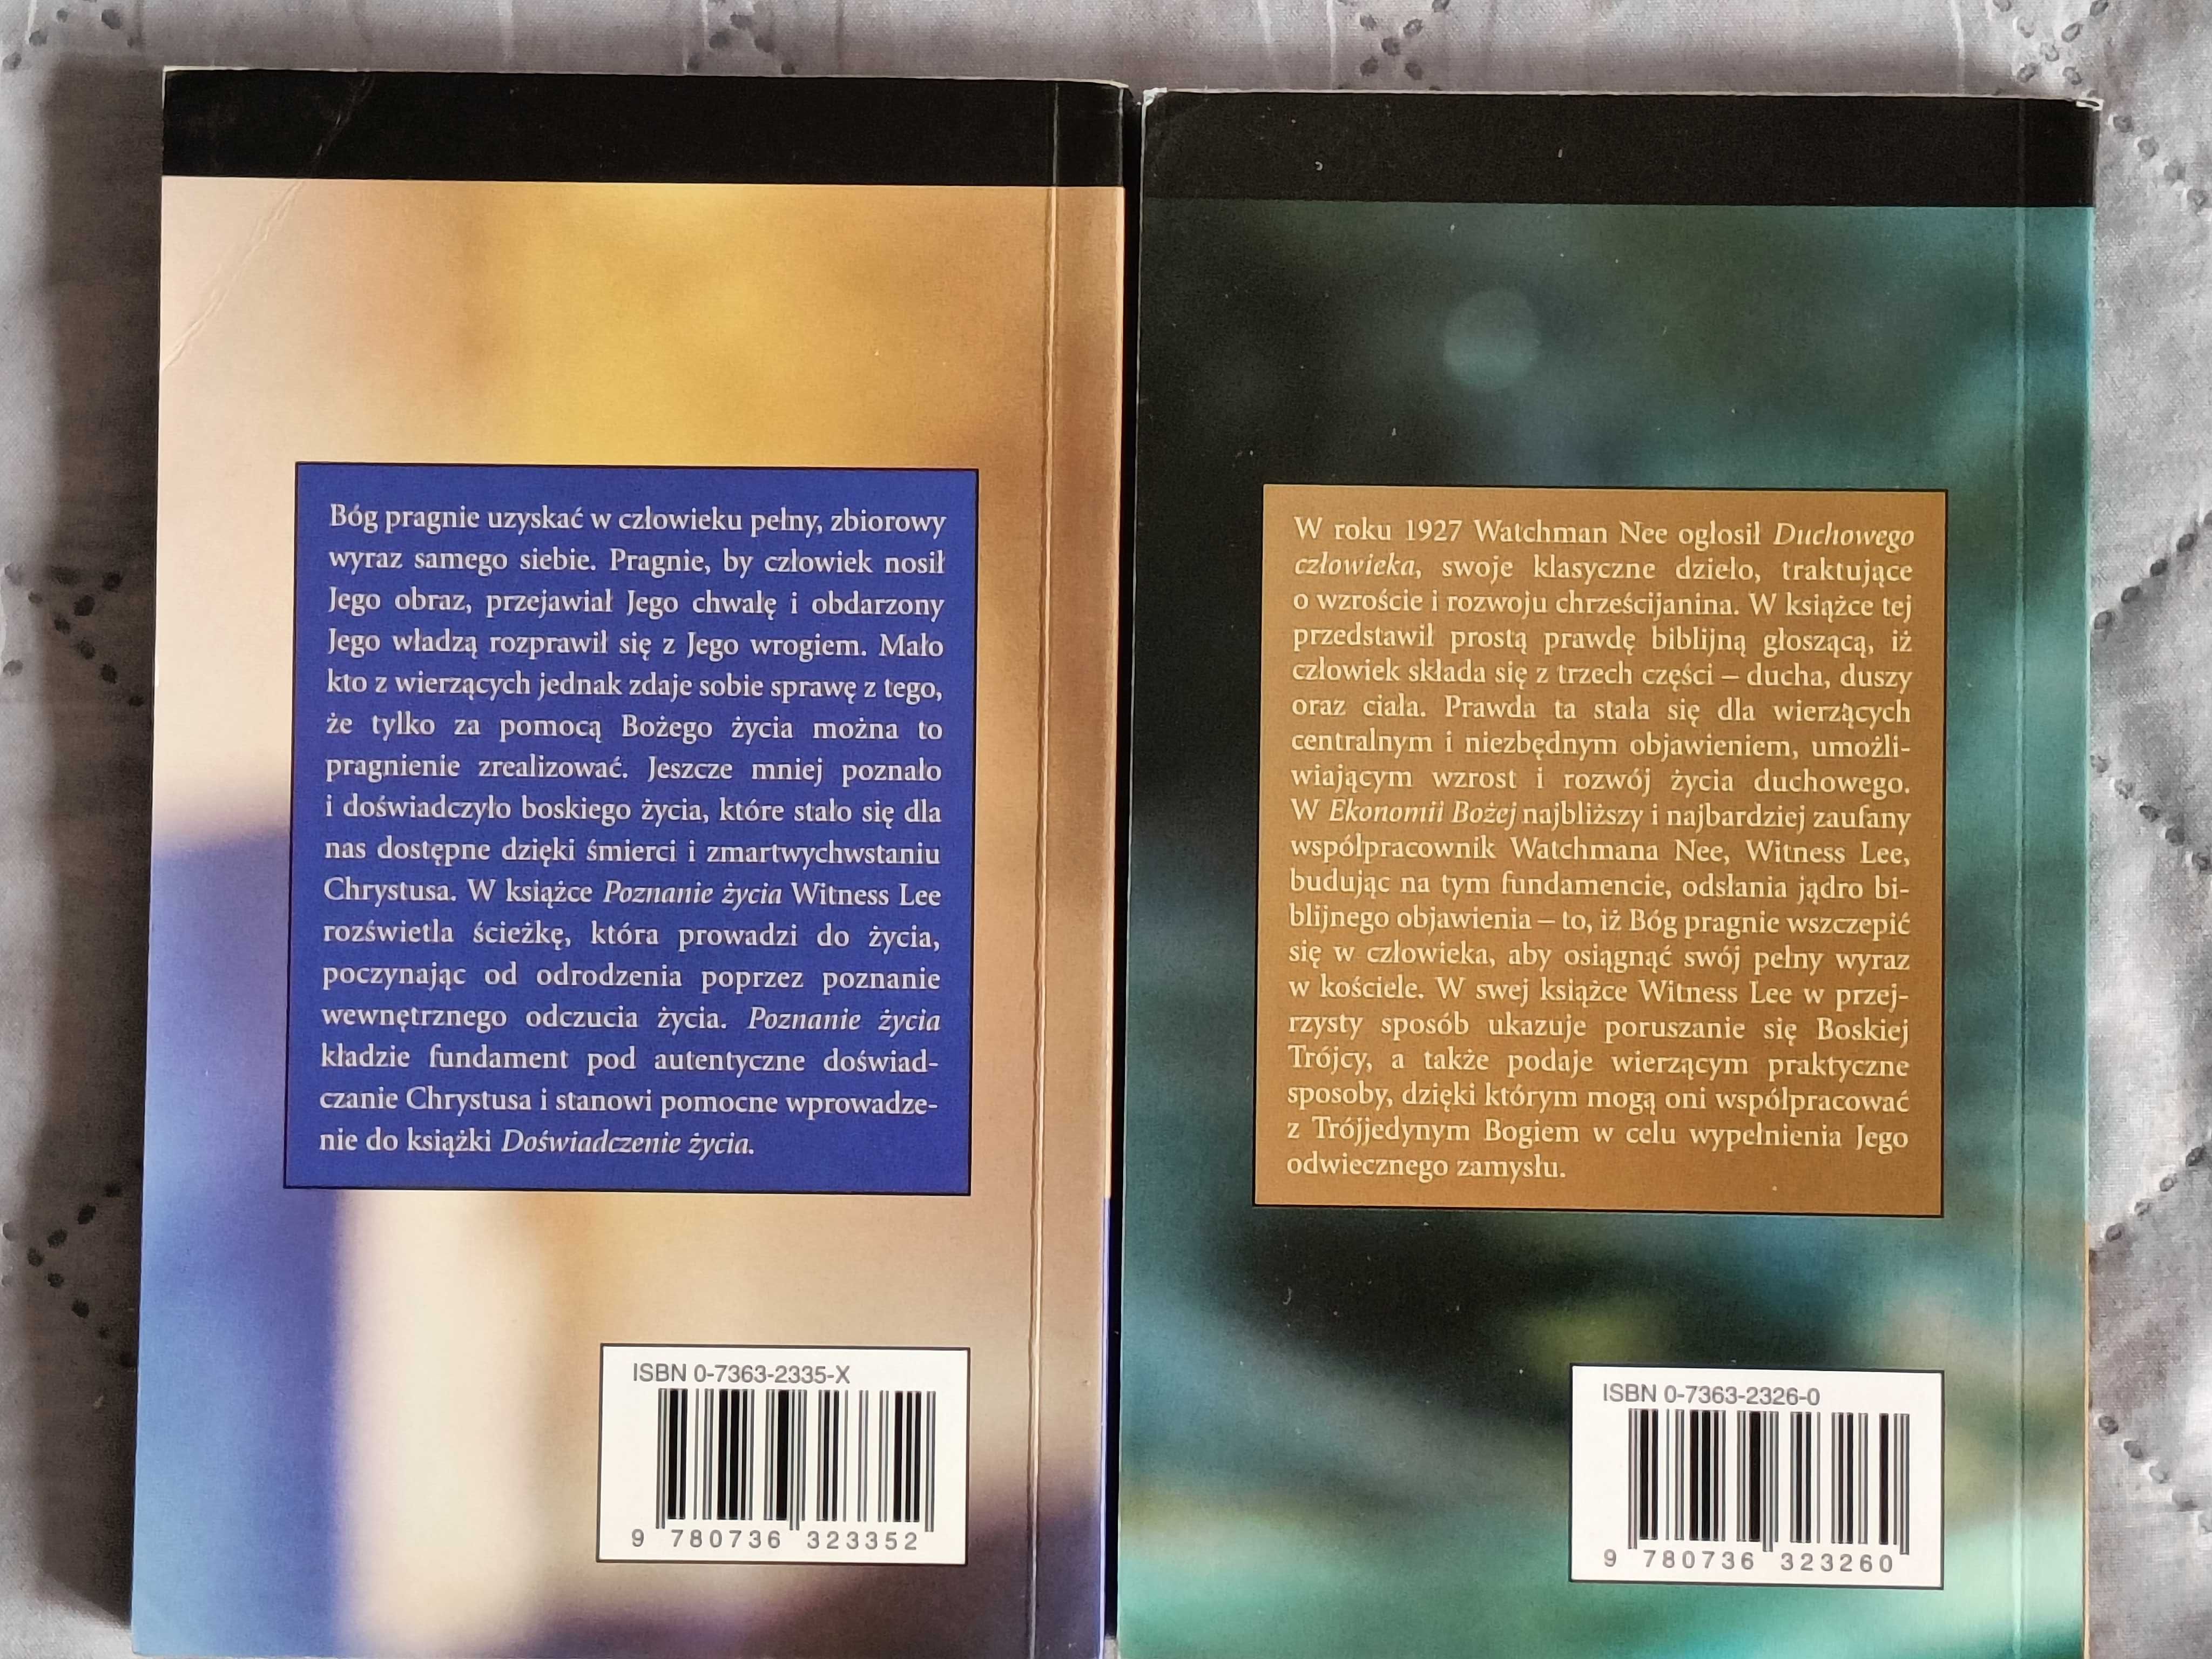 Bóg pragnie uzyskać w człowieku pełny, zbiorowy
wyraz samego siebie. Pragnie, by człowiek nosił
Jego obraz, przejawiał Jego chwałę i obdarzony
Jego władzą rozprawił się z Jego wrogiem. Mało
kto z wierzących jednak zdaje sobie sprawę z tego,
że tylko za pomocą Bożego życia można to
pragnienie zrealizować. Jeszcze mniej poznało
i doświadczyło boskiego życia, które stało się dla
nas dostępne dzięki śmierci i zmartwychwstaniu
Chrystusa. W książce Poznanie życia Witness Lee
rozświetla ścieżkę, która prowadzi do życia,
poczynając od odrodzenia poprzez poznanie
wewnętrznego odczucia życia. Poznanie życia
kładzie fundament pod autentyczne doświad-
czanie Chrystusa i stanowi pomocne wprowadze-
nie do książki Doświadczenie życia.
ISBN 0-7363-2335-X
9 780736 323352
W roku 1927 Watchman Nee ogłosił Duchowego
człowieka, swoje klasyczne dzieło, traktujące
o wzroście i rozwoju chrześcijanina. W książce tej
przedstawił prostą prawdę biblijną głoszącą, iż
człowiek składa się z trzech części – ducha, duszy
oraz ciała. Prawda ta stała się dla wierzących
centralnym i niezbędnym objawieniem, umożli-
wiającym wzrost i rozwój życia duchowego.
W Ekonomii Bożej najbliższy i najbardziej zaufany
współpracownik Watchmana Nee, Witness Lee,
budując na tym fundamencie, odsłania jądro bi-
blijnego objawienia – to, iż Bóg pragnie wszczepić
się w człowieka, aby osiągnąć swój pełny wyraz
w kościele. W swej książce Witness Lee w przej-
rzysty sposób ukazuje poruszanie się Boskiej
Trójcy, a także podaje wierzącym praktyczne
sposoby, dzięki którym mogą oni współpracować
z Trójjedynym Bogiem w celu wypełnienia Jego
odwiecznego zamysłu.
ISBN 0-7363-2326-0
9 780736 323260